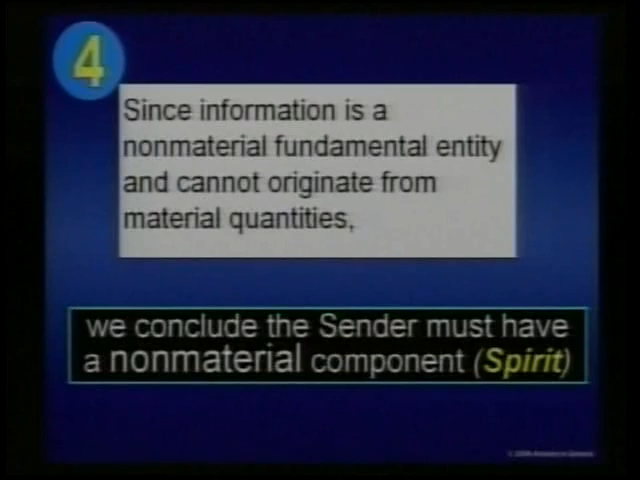 4
Since information is a
nonmaterial fundamental entity
and cannot originate from
material quantities,
we conclude the Sender must have
a nonmaterial component (Spirit)